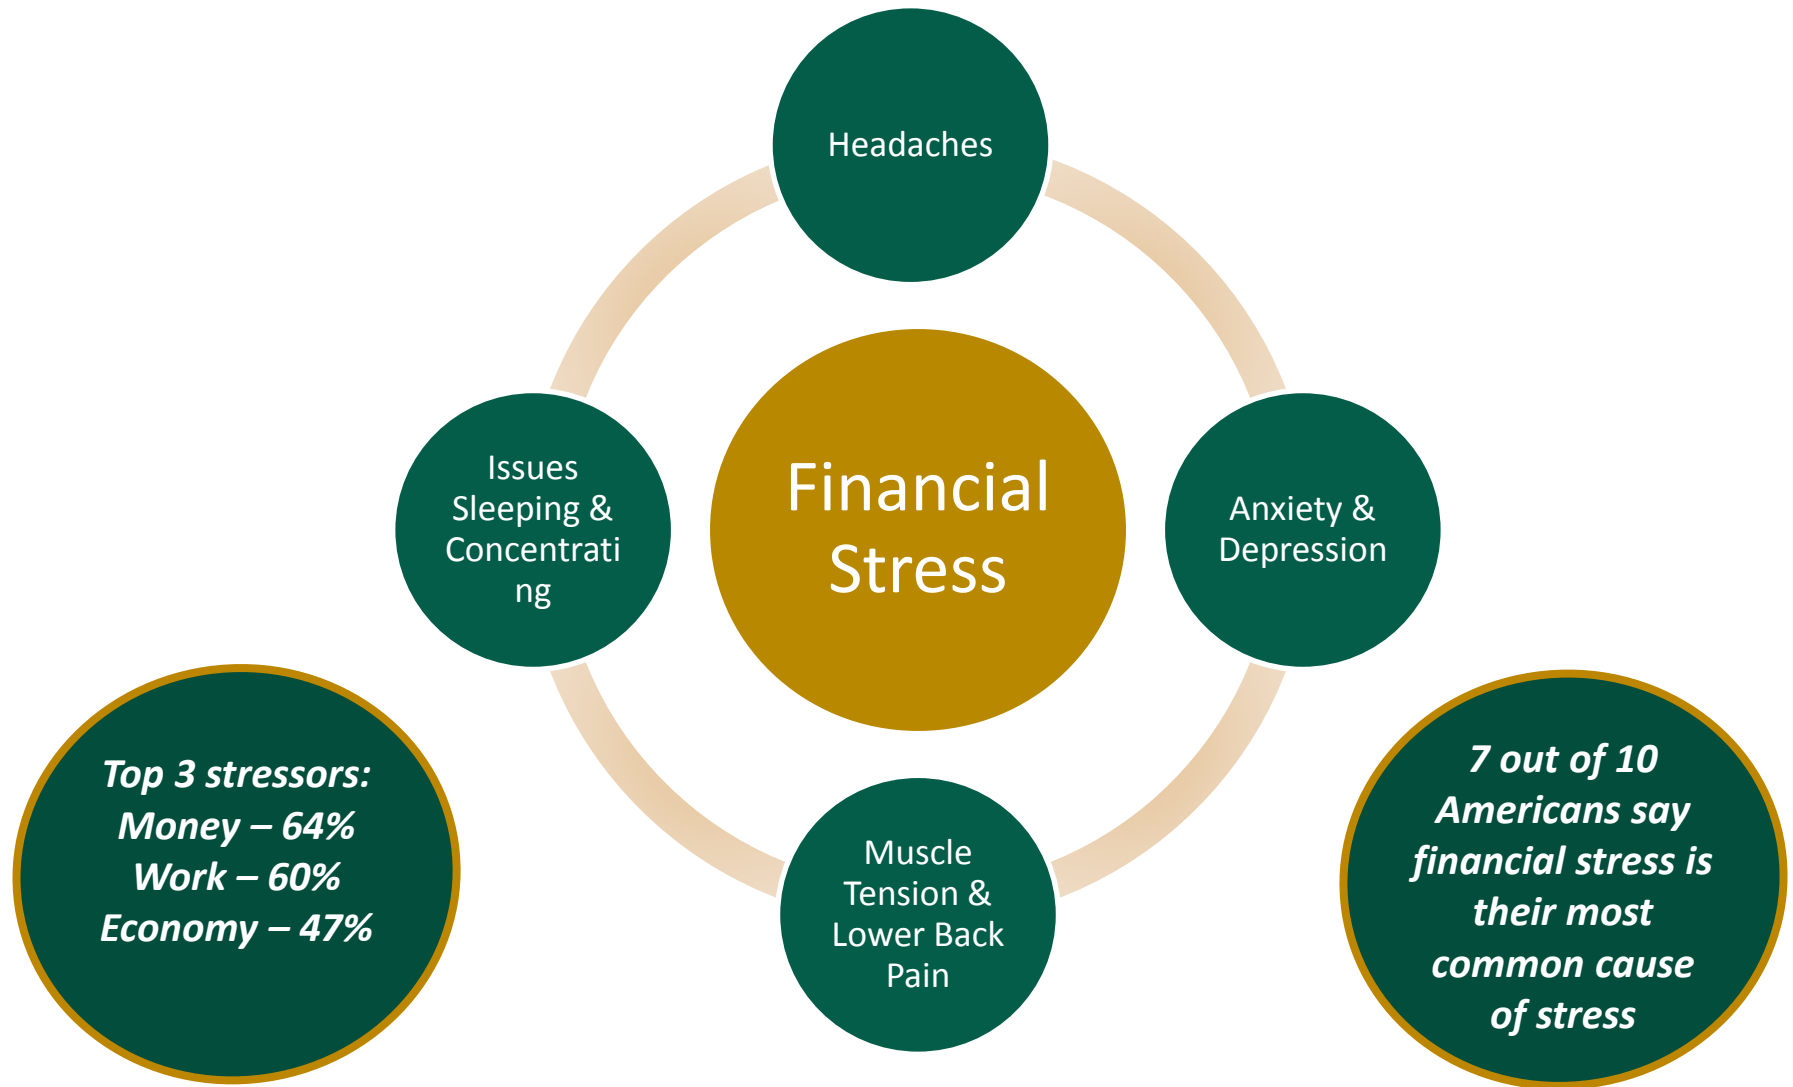 Headaches
Financial
Stress
Issues
Sleeping &
Concentrati
ng
Anxiety &
Depression
Muscle
Tension &
Lower Back
Pain
Top 3 stressors:
Money – 64%
Work – 60%
Economy – 47%
7 out of 10
Americans say
financial stress is
their most
common cause
of stress